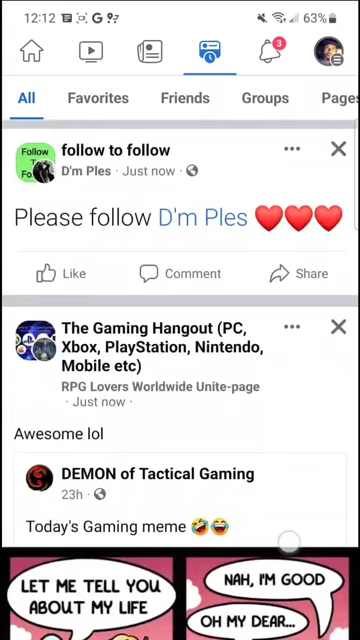 12:12
63%
3
All Favorites Friends Groups Pages
follow to follow
D'm Ples · Just now ·
Please follow D'm Ples ❤️❤️❤️
Like Comment Share
The Gaming Hangout (PC,
Xbox, PlayStation, Nintendo,
Mobile etc)
RPG Lovers Worldwide Unite-page
· Just now ·
Awesome lol
DEMON of Tactical Gaming
23h ·
Today's Gaming meme 🤣😂
LET ME TELL YOU
ABOUT MY LIFE
NAH, I'M GOOD
OH MY DEAR...